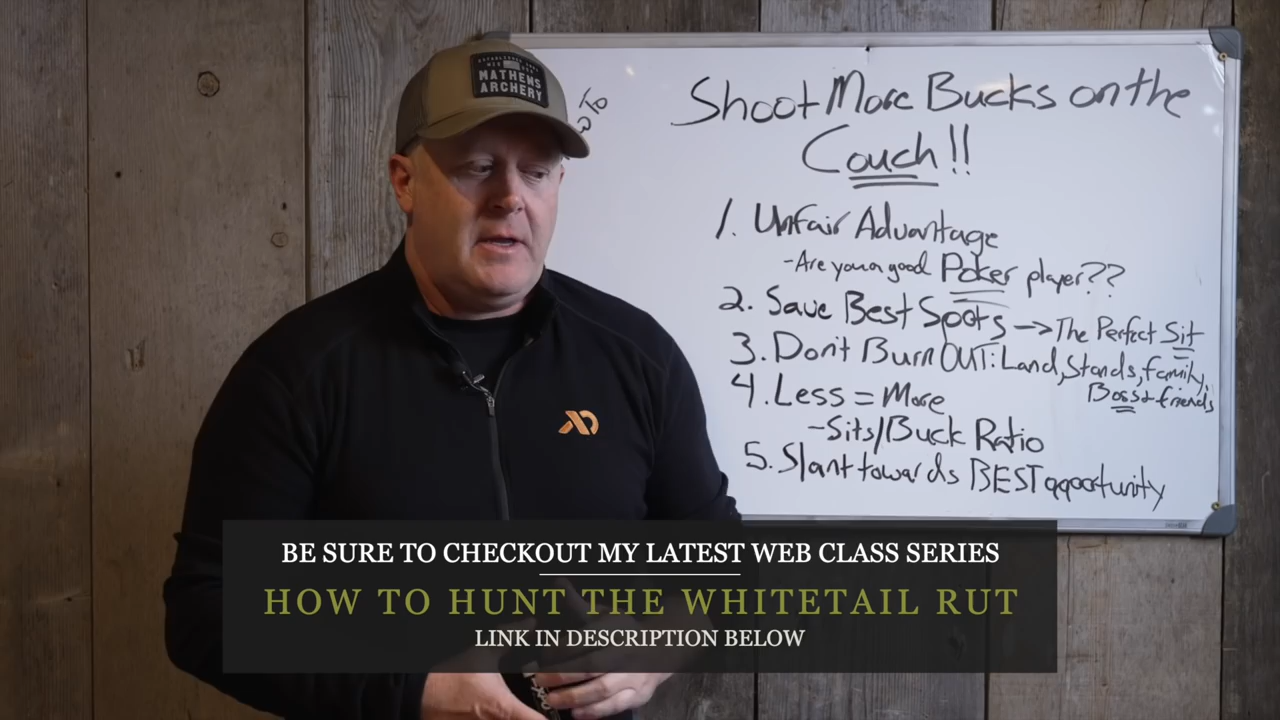 MATHEWS
ARCHERY
Shoot More Bucks on the
Couch!!
1. Unfair Advantage
-Are you a good Poker player??
2. Save Best Spots -> The Perfect Sit
3. Don't Burn OUT: Land, Stands, family,
Boss + friends
4. Less = More
-Sits/Buck Ratio
5. Slant towards BEST opportunity
BE SURE TO CHECKOUT MY LATEST WEB CLASS SERIES
HOW TO HUNT THE WHITETAIL RUT
LINK IN DESCRIPTION BELOW